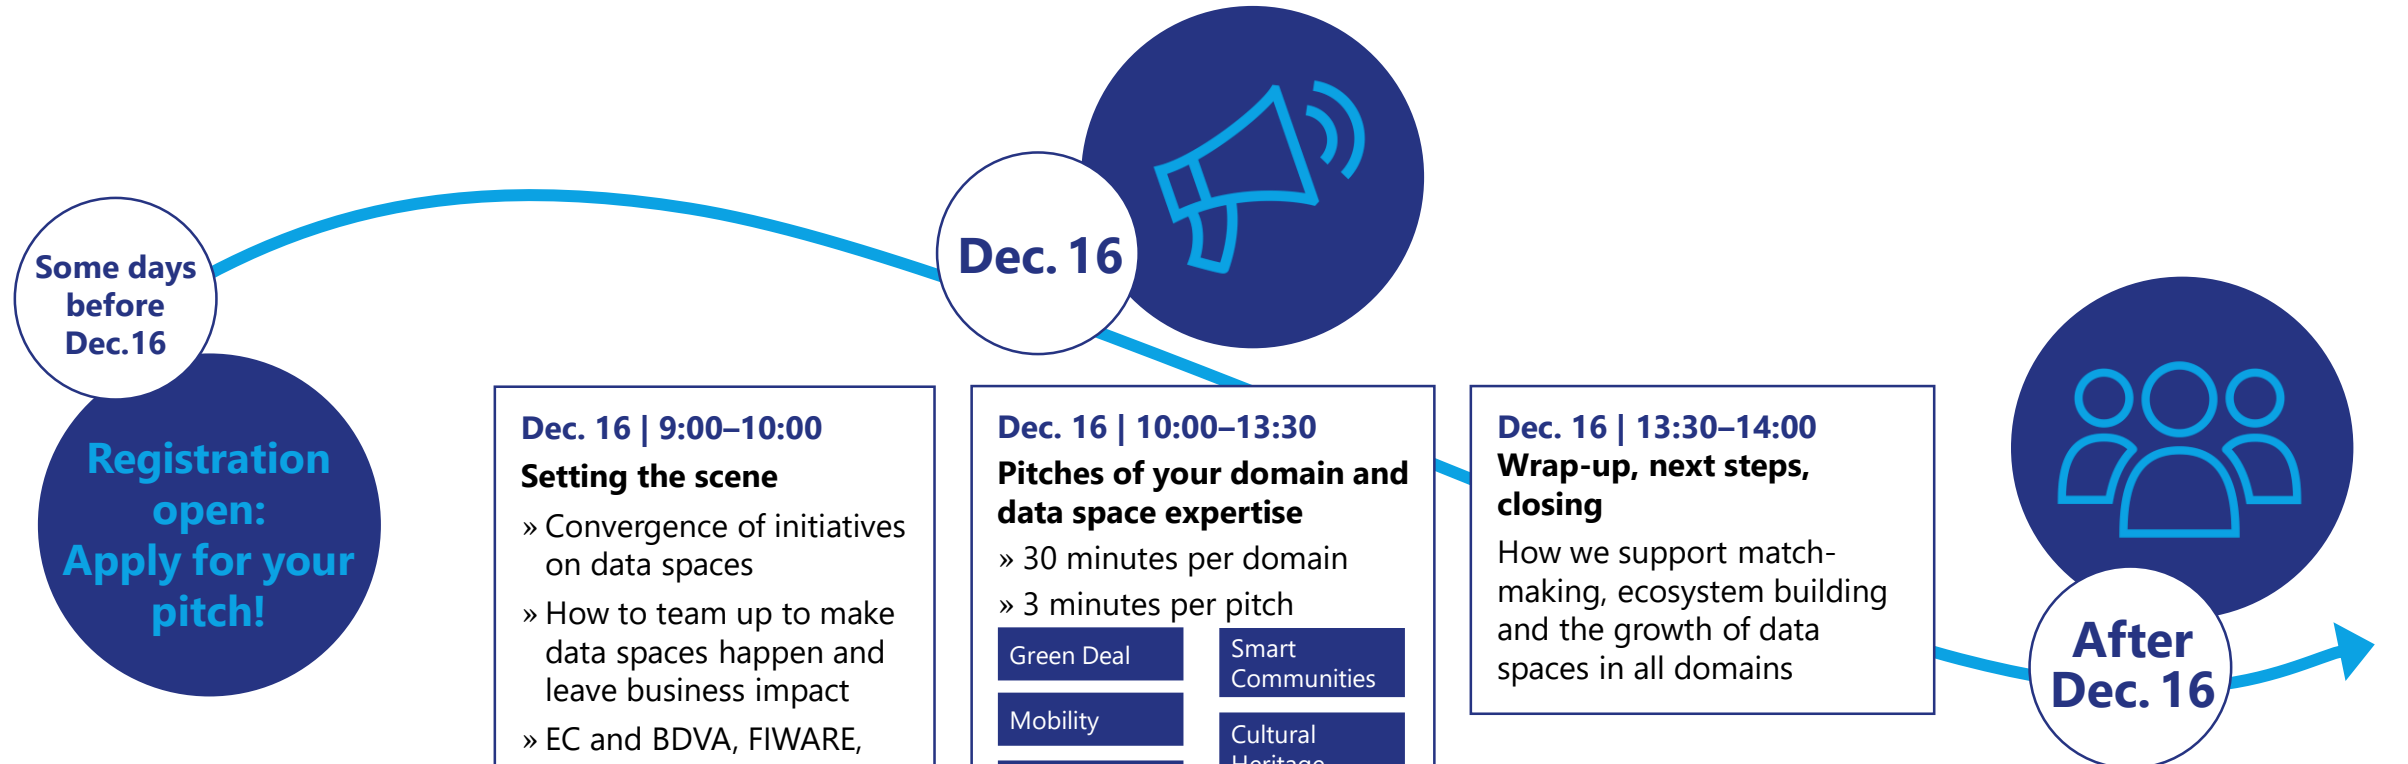 Some days
before
Dec.16
Registration
open:
Apply for your
pitch!
Dec. 16
Dec. 16 | 9:00–10:00
Setting the scene
» Convergence of initiatives
on data spaces
» How to team up to make
data spaces happen and
leave business impact
» EC and BDVA, FIWARE,
Dec. 16 | 10:00–13:30
Pitches of your domain and
data space expertise
» 30 minutes per domain
» 3 minutes per pitch
Green Deal
Mobility
Smart
Communities
Cultural
Heritage
Dec. 16 | 13:30–14:00
Wrap-up, next steps,
closing
How we support match-
making, ecosystem building
and the growth of data
spaces in all domains
After
Dec. 16